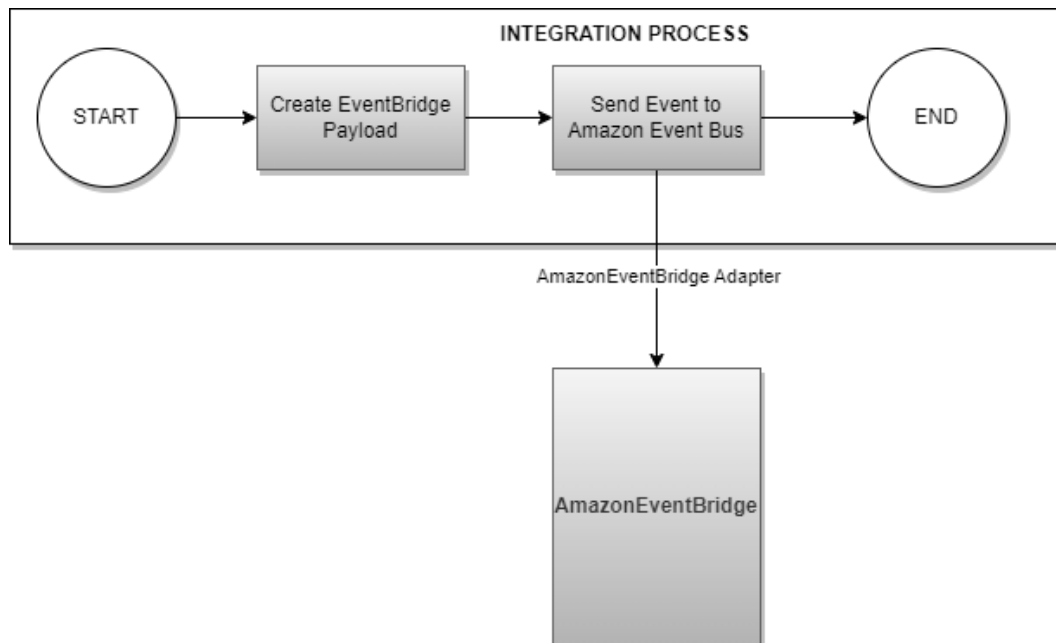 INTEGRATION PROCESS
START
Create EventBridge
Payload
Send Event to
Amazon Event Bus
END
AmazonEventBridge Adapter
AmazonEventBridge